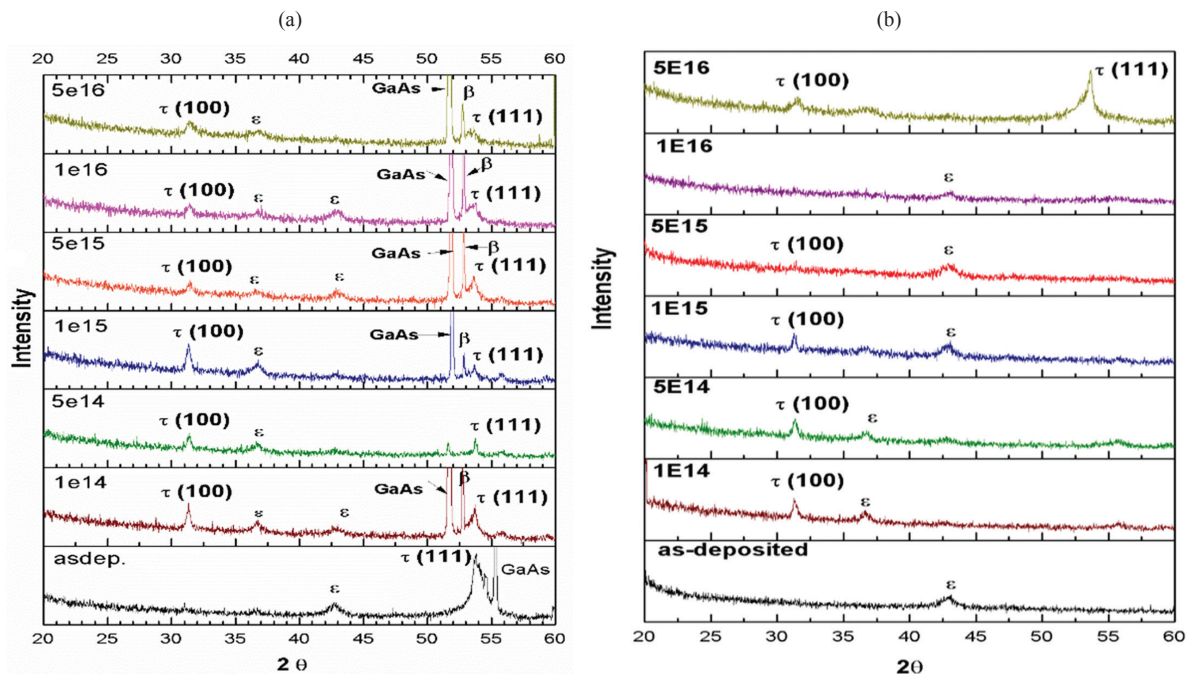 (a)
20 25 30 35 40 45 50 55 60
5e16
τ (100)
ε
GaAs
β
τ (111)
1e16
τ (100)
ε
ε
GaAs
β
τ (111)
5e15
τ (100)
ε
ε
GaAs
β
τ (111)
1e15
τ (100)
ε
GaAs
β
τ (111)
5e14
τ (100)
ε
τ (111)
1e14
τ (100)
ε
ε
GaAs
β
τ (111)
asdep.
ε
τ (111)
GaAs
20 25 30 35 40 45 50 55 60
2 θ
Intensity
(b)
5E16
τ (100)
τ (111)
1E16
ε
5E15
τ (100)
ε
1E15
τ (100)
ε
5E14
τ (100)
ε
1E14
τ (100)
ε
as-deposited
ε
20 25 30 35 40 45 50 55 60
2θ
Intensity